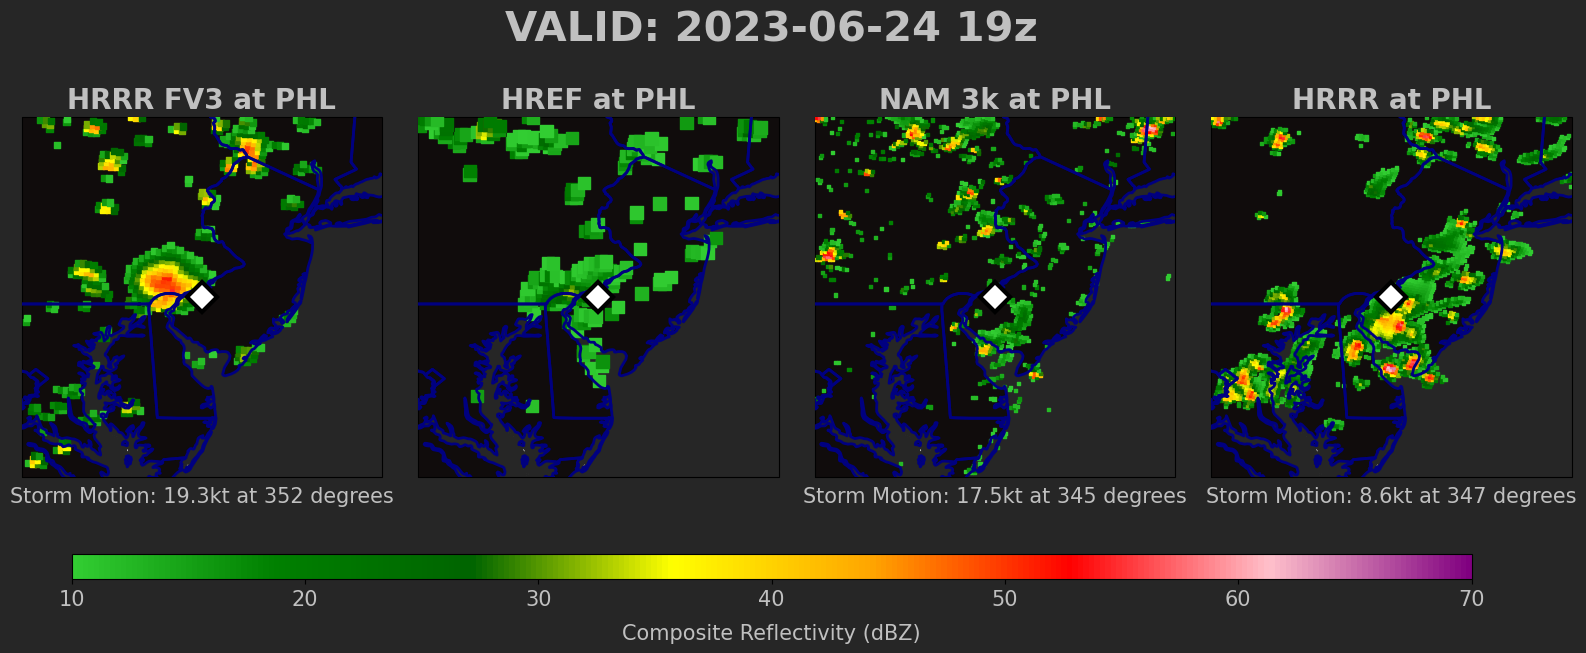 VALID: 2023-06-24 19z
HRRR FV3 at PHL
HREF at PHL
NAM 3k at PHL
HRRR at PHL
Storm Motion: 19.3kt at 352 degrees
Storm Motion: 17.5kt at 345 degrees
Storm Motion: 8.6kt at 347 degrees
10 20 30 40 50 60 70
Composite Reflectivity (dBZ)